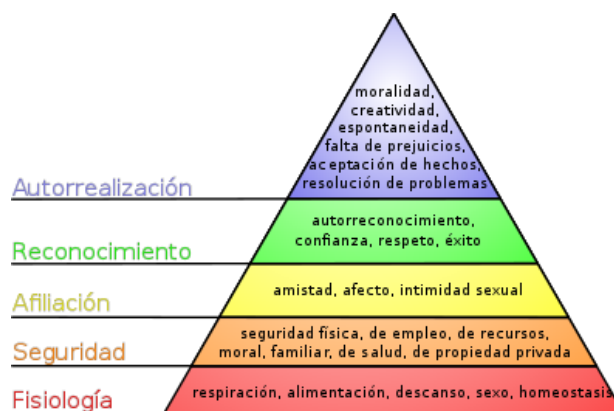 moralidad,
creatividad,
espontaneidad,
falta de prejuicios,
aceptación de hechos,
resolución de problemas
Autorrealización
autorreconocimiento,
confianza, respeto, éxito
Reconocimiento
amistad, afecto, intimidad sexual
Afiliación
seguridad física, de empleo, de recursos,
moral, familiar, de salud, de propiedad privada
Seguridad
respiración, alimentación, descanso, sexo, homeostasis
Fisiología